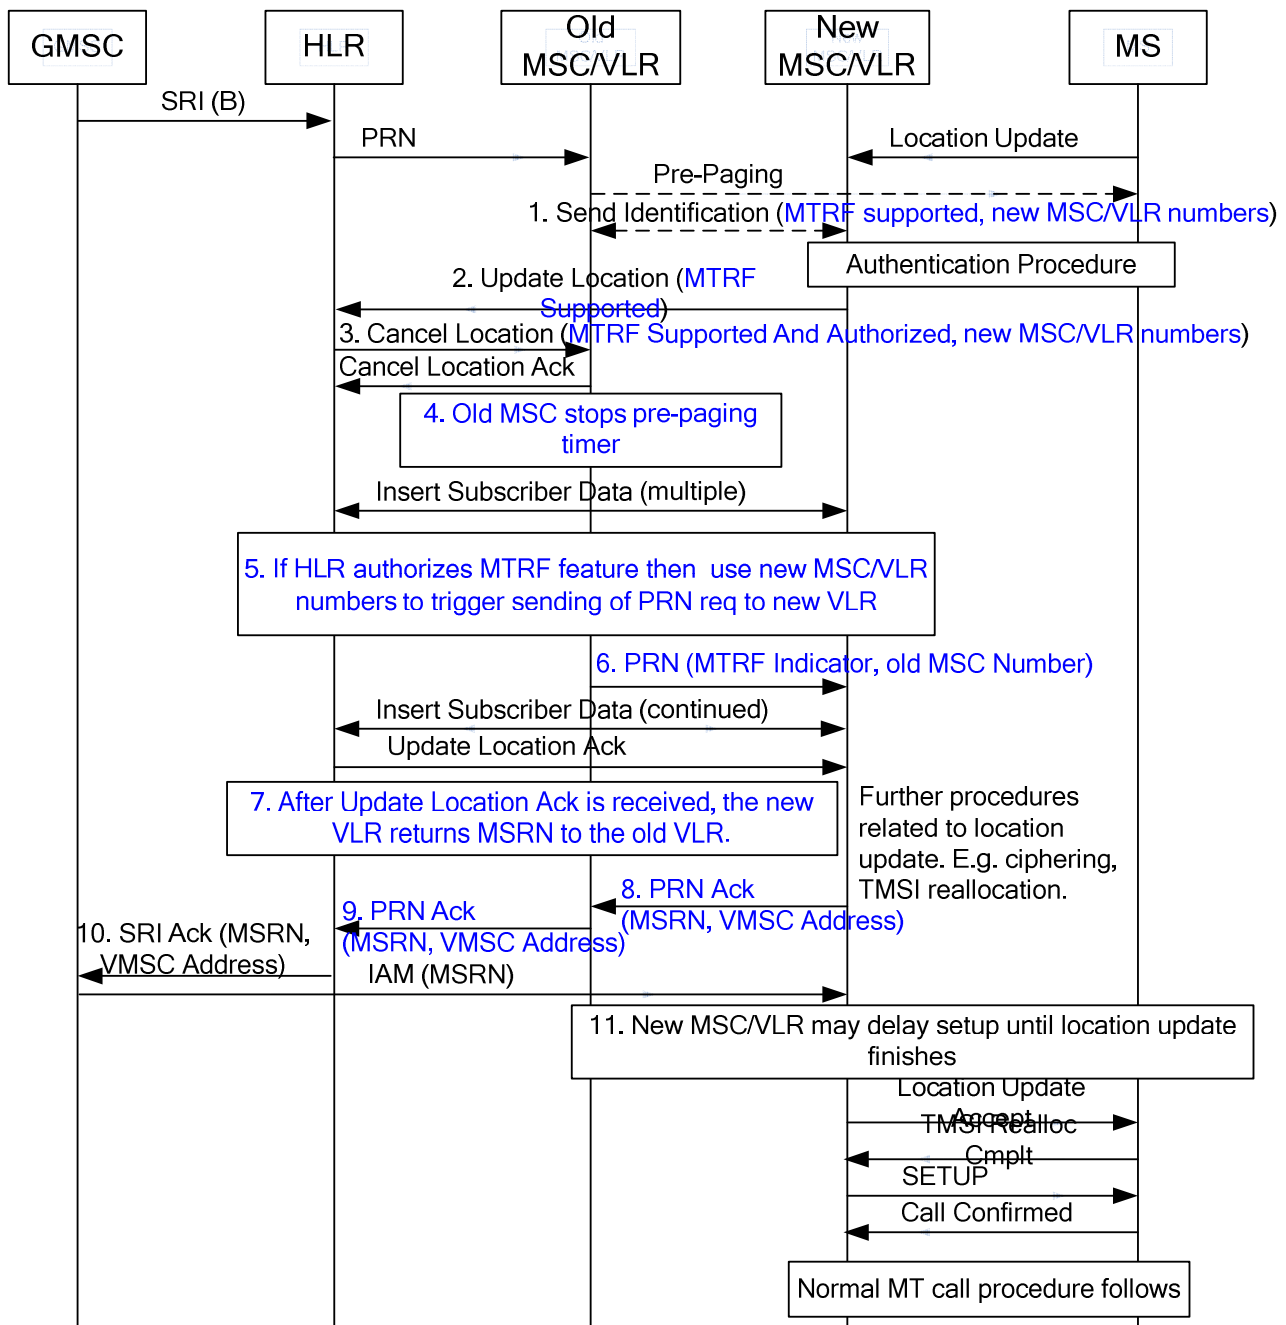 GMSC
HLR
Old
MSC/VLR
New
MSC/VLR
MS
SRI (B)
PRN
Location Update
Pre-Paging
1. Send Identification (MTRF supported, new MSC/VLR numbers)
Authentication Procedure
2. Update Location (MTRF
Supported)
3. Cancel Location (MTRF Supported And Authorized, new MSC/VLR numbers)
Cancel Location Ack
4. Old MSC stops pre-paging
timer
Insert Subscriber Data (multiple)
5. If HLR authorizes MTRF feature then use new MSC/VLR
numbers to trigger sending of PRN req to new VLR
6. PRN (MTRF Indicator, old MSC Number)
Insert Subscriber Data (continued)
Update Location Ack
7. After Update Location Ack is received, the new
VLR returns MSRN to the old VLR.
Further procedures
related to location
update. E.g. ciphering,
TMSI reallocation.
8. PRN Ack
(MSRN, VMSC Address)
9. PRN Ack
(MSRN, VMSC Address)
10. SRI Ack (MSRN,
VMSC Address)
IAM (MSRN)
11. New MSC/VLR may delay setup until location update
finishes
Location Update
Accept
TMSI Realloc
Cmplt
SETUP
Call Confirmed
Normal MT call procedure follows